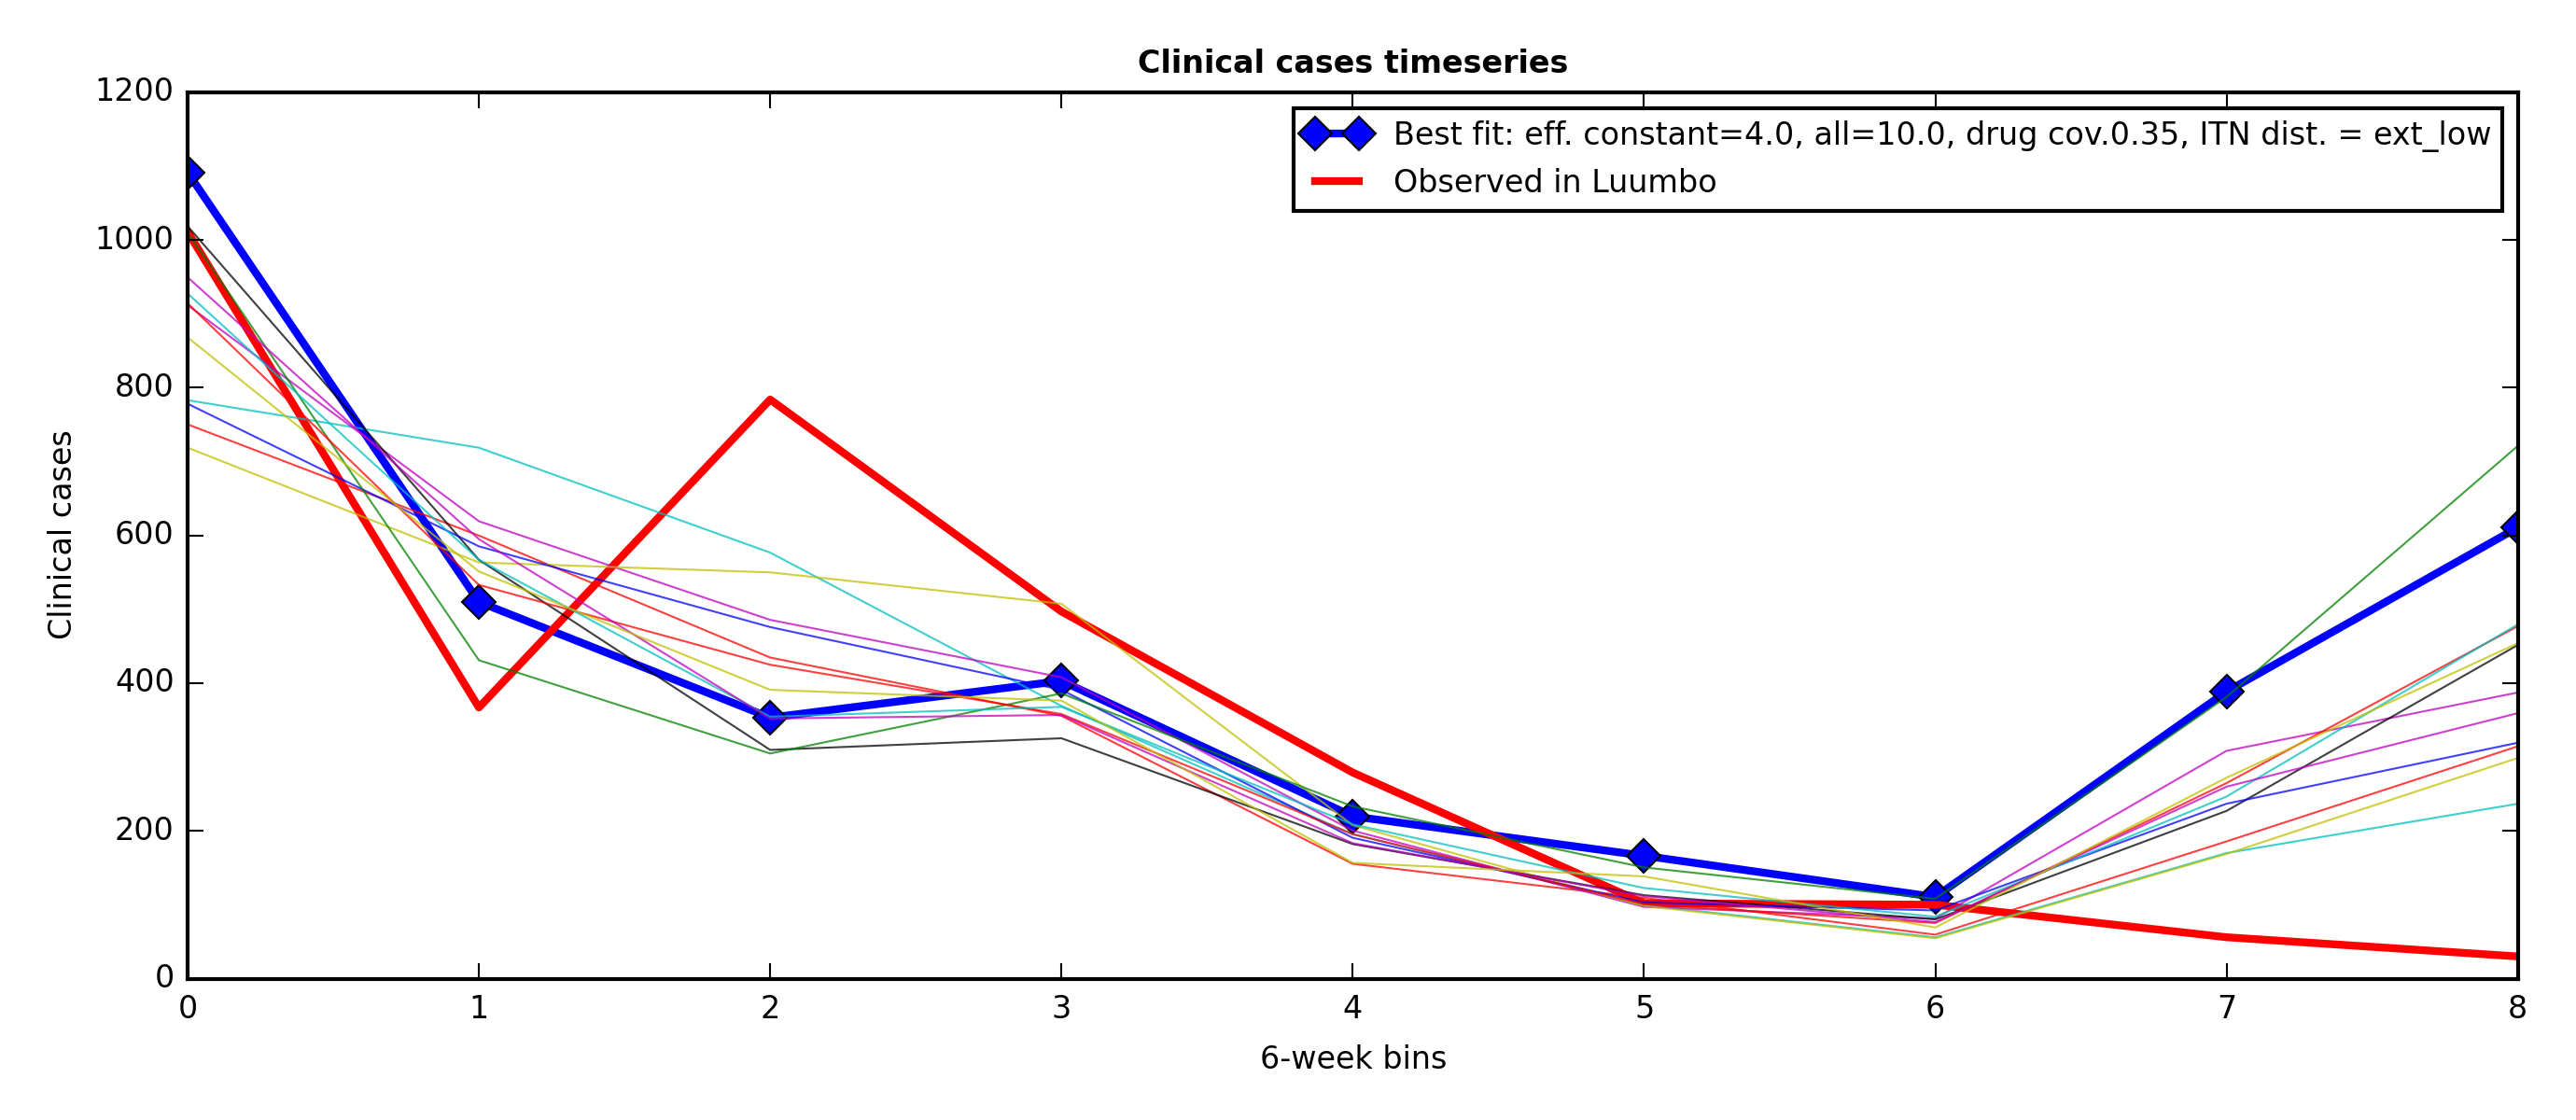 Clinical cases timeseries
1200
1000
800
600
400
200
0
Clinical cases
Best fit: eff. constant=4.0, all=10.0, drug cov.0.35, ITN dist. = ext_low
Observed in Luumbo
0 1 2 3 4 5 6 7 8
6-week bins